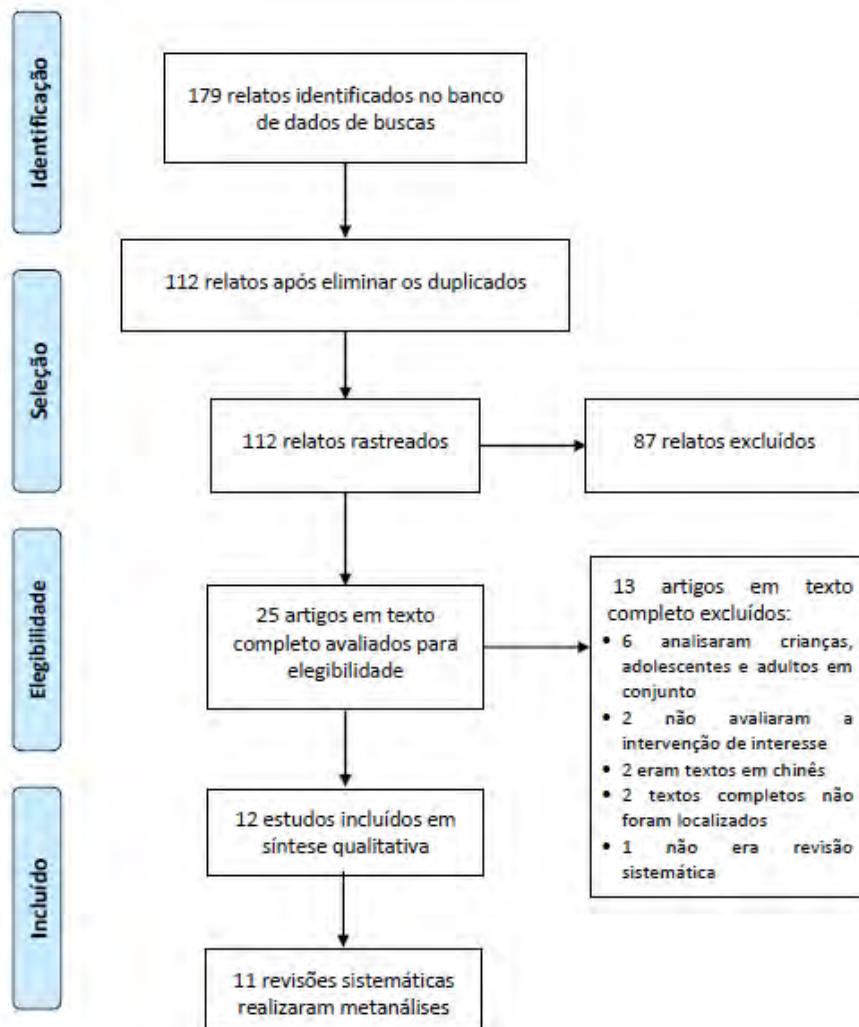 Identificação
179 relatos identificados no banco
de dados de buscas
112 relatos após eliminar os duplicados
Seleção
112 relatos rastreados
87 relatos excluídos
Elegibilidade
25 artigos em texto
completo avaliados para
elegibilidade
13 artigos em texto
completo excluídos:
• 6 analisaram crianças,
adolescentes e adultos em
conjunto
• 2 não avaliaram a
intervenção de interesse
• 2 eram textos em chinês
• 2 textos completos não
foram localizados
• 1 não era revisão
sistemática
Incluído
12 estudos incluídos em
síntese qualitativa
11 revisões sistemáticas
realizaram metanálises